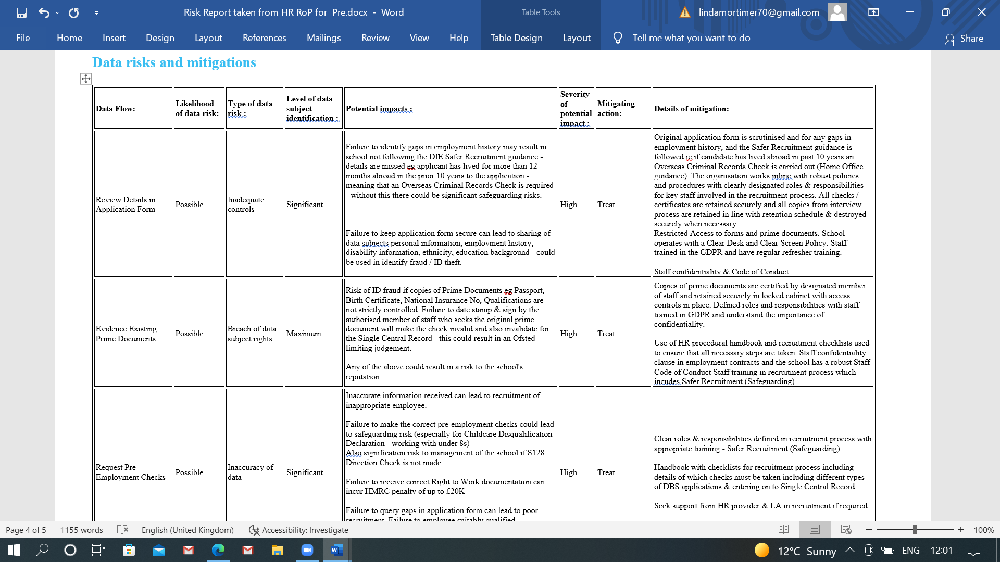 Risk Report taken from HR RoP for  Pre.docx  -  Word
Table Tools
lindamortimer70@gmail.com
File
Home
Insert
Design
Layout
References
Mailings
Review
View
Help
Table Design
Layout
Tell me what you want to do
Share
Data risks and mitigations
Data Flow:
Likelihood
of data risk:
Type of data
risk :
Level of data
subject
identification :
Potential impacts :
Severity
of
potential
impact :
Mitigating
action:
Details of mitigation:
Review Details in
Application Form
Possible
Inadequate
controls
Significant
Failure to identify gaps in employment history may result in
school not following the DfE Safer Recruitment guidance -
details are missed eg applicant has lived for more than 12
months abroad in the prior 10 years to the application -
meaning that an Overseas Criminal Records Check is required
- without this there could be significant safeguarding risks.
Failure to keep application form secure can lead to sharing of
data subjects personal information, employment history,
disability information, ethnicity, education background - could
be used in identify fraud / ID theft.
High
Treat
Original application form is scrutinised and for any gaps in
employment history, and the Safer Recruitment guidance is
followed ie if candidate has lived abroad in past 10 years an
Overseas Criminal Records Check is carried out (Home Office
guidance). The organisation works inline with robust policies
and procedures with clearly designated roles & responsibilities
for key staff involved in the recruitment process. All checks /
certificates are retained securely and all copies from interview
process are retained in line with retention schedule & destroyed
securely when necessary
Restricted Access to forms and prime documents. School
operates with a Clear Desk and Clear Screen Policy. Staff
trained in the GDPR and have regular refresher training.
Staff confidentiality & Code of Conduct
Evidence Existing
Prime Documents
Possible
Breach of data
subject rights
Maximum
Risk of ID fraud if copies of Prime Documents eg Passport,
Birth Certificate, National Insurance No, Qualifications are
not strictly controlled. Failure to date stamp & sign by the
authorised member of staff who seeks the original prime
document will make the check invalid and also invalidate for
the Single Central Record - this could result in an Ofsted
limiting judgement.
Any of the above could result in a risk to the school's
reputation
High
Treat
Copies of prime documents are certified by designated member
of staff and retained securely in locked cabinet with access
controls in place. Defined roles and responsibilities with staff
trained in GDPR and understand the importance of
confidentiality.
Use of HR procedural handbook and recruitment checklists used
to ensure that all necessary steps are taken. Staff confidentiality
clause in employment contracts and the school has a robust Staff
Code of Conduct Staff training in recruitment process which
incudes Safer Recruitment (Safeguarding)
Request Pre-
Employment Checks
Possible
Inaccuracy of
data
Significant
Inaccurate information received can lead to recruitment of
inappropriate employee.
Failure to make the correct pre-employment checks could lead
to safeguarding risk (especially for Childcare Disqualification
Declaration - working with under 8s)
Also signification risk to management of the school if S128
Direction Check is not made.
Failure to receive correct Right to Work documentation can
incur HMRC penalty of up to £20K
Failure to query gaps in application form can lead to poor
recruitment. Failure to employee suitably qualified
High
Treat
Clear roles & responsibilities defined in recruitment process with
appropriate training - Safer Recruitment (Safeguarding)
Handbook with checklists for recruitment process including
details of which checks must be taken including different types
of DBS applications & entering on to Single Central Record.
Seek support from HR provider & LA in recruitment if required
Page 4 of 5
1155 words
English (United Kingdom)
Accessibility: Investigate
100%
12°C  Sunny
ENG
12:01